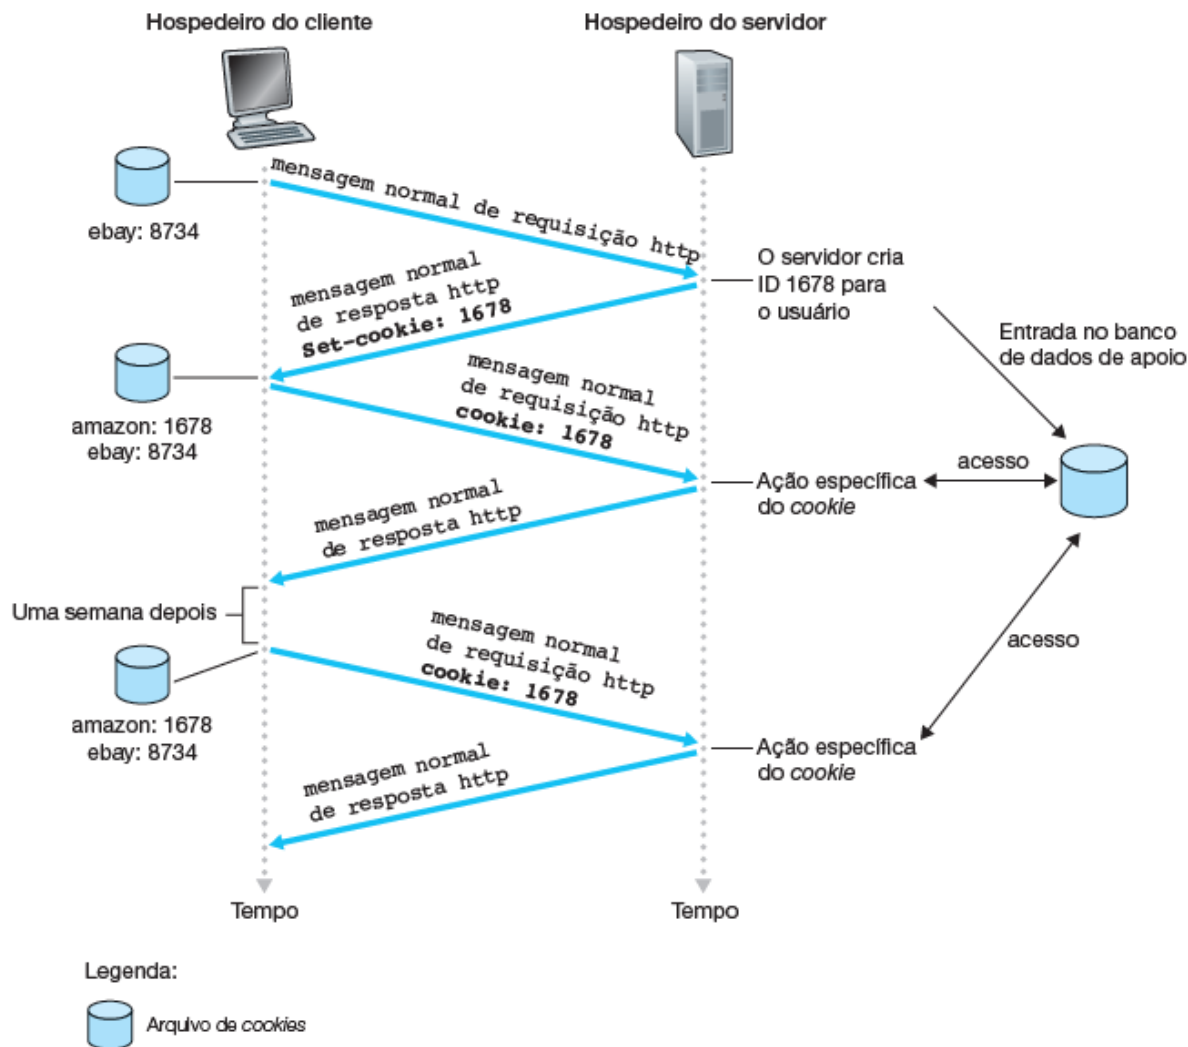 Hospedeiro do cliente
Hospedeiro do servidor
mensagem normal de requisição http
ebay: 8734
O servidor cria
ID 1678 para
o usuário
mensagem normal
de resposta http
Set-cookie: 1678
Entrada no banco
de dados de apoio
amazon: 1678
ebay: 8734
mensagem normal
de requisição http
cookie: 1678
Ação específica
do cookie
acesso
mensagem normal
de resposta http
Uma semana depois
mensagem normal
de requisição http
cookie: 1678
acesso
amazon: 1678
ebay: 8734
Ação específica
do cookie
mensagem normal
de resposta http
Tempo
Tempo
Legenda:
Arquivo de cookies